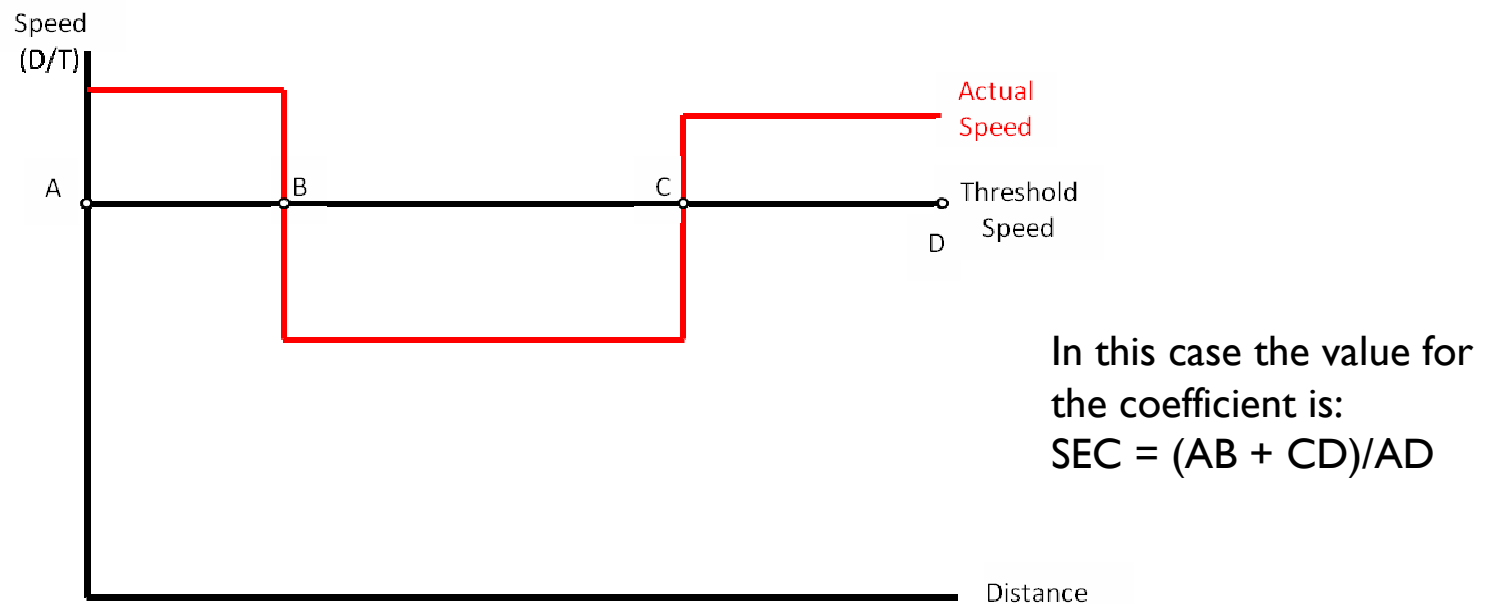 Speed
(D/T)
Actual
Speed
A
B
C
Threshold
Speed
D
In this case the value for
the coefficient is:
SEC = (AB + CD)/AD
Distance